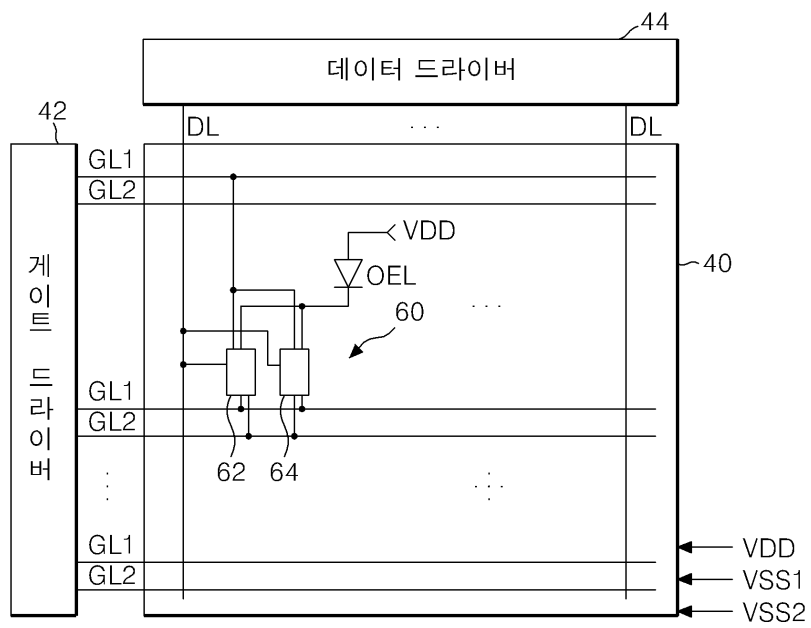 44
데이터 드라이버
42
DL
. . .
DL
GL1
GL2
VDD
OEL
40
60
. . .
게이트 드라이버
GL1
GL2
62
64
GL1
GL2
VDD
VSS1
VSS2